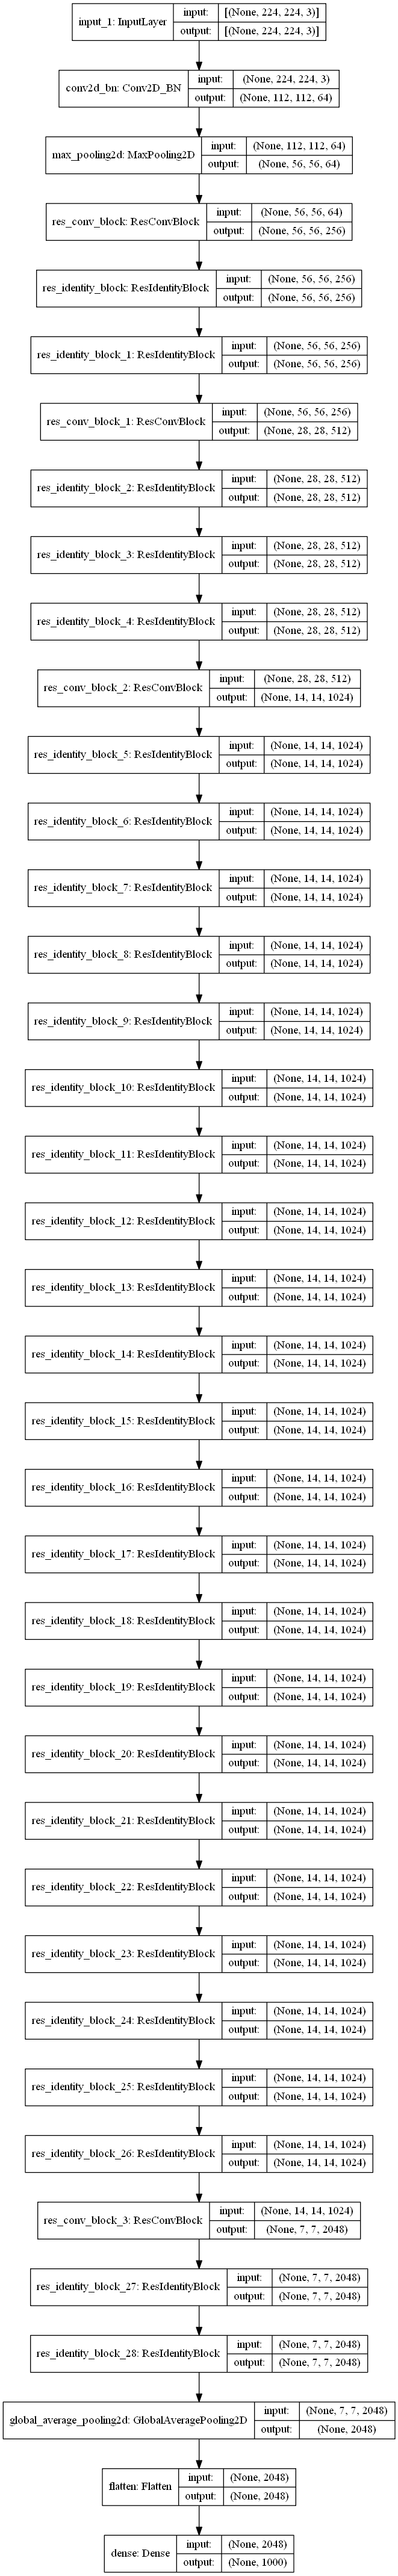 input_1: InputLayer
input:
[(None, 224, 224, 3)]
output:
[(None, 224, 224, 3)]
conv2d_bn: Conv2D_BN
input:
(None, 224, 224, 3)
output:
(None, 112, 112, 64)
max_pooling2d: MaxPooling2D
input:
(None, 112, 112, 64)
output:
(None, 56, 56, 64)
res_conv_block: ResConvBlock
input:
(None, 56, 56, 64)
output:
(None, 56, 56, 256)
res_identity_block: ResIdentityBlock
input:
(None, 56, 56, 256)
output:
(None, 56, 56, 256)
res_identity_block_1: ResIdentityBlock
input:
(None, 56, 56, 256)
output:
(None, 56, 56, 256)
res_conv_block_1: ResConvBlock
input:
(None, 56, 56, 256)
output:
(None, 28, 28, 512)
res_identity_block_2: ResIdentityBlock
input:
(None, 28, 28, 512)
output:
(None, 28, 28, 512)
res_identity_block_3: ResIdentityBlock
input:
(None, 28, 28, 512)
output:
(None, 28, 28, 512)
res_identity_block_4: ResIdentityBlock
input:
(None, 28, 28, 512)
output:
(None, 28, 28, 512)
res_conv_block_2: ResConvBlock
input:
(None, 28, 28, 512)
output:
(None, 14, 14, 1024)
res_identity_block_5: ResIdentityBlock
input:
(None, 14, 14, 1024)
output:
(None, 14, 14, 1024)
res_identity_block_6: ResIdentityBlock
input:
(None, 14, 14, 1024)
output:
(None, 14, 14, 1024)
res_identity_block_7: ResIdentityBlock
input:
(None, 14, 14, 1024)
output:
(None, 14, 14, 1024)
res_identity_block_8: ResIdentityBlock
input:
(None, 14, 14, 1024)
output:
(None, 14, 14, 1024)
res_identity_block_9: ResIdentityBlock
input:
(None, 14, 14, 1024)
output:
(None, 14, 14, 1024)
res_identity_block_10: ResIdentityBlock
input:
(None, 14, 14, 1024)
output:
(None, 14, 14, 1024)
res_identity_block_11: ResIdentityBlock
input:
(None, 14, 14, 1024)
output:
(None, 14, 14, 1024)
res_identity_block_12: ResIdentityBlock
input:
(None, 14, 14, 1024)
output:
(None, 14, 14, 1024)
res_identity_block_13: ResIdentityBlock
input:
(None, 14, 14, 1024)
output:
(None, 14, 14, 1024)
res_identity_block_14: ResIdentityBlock
input:
(None, 14, 14, 1024)
output:
(None, 14, 14, 1024)
res_identity_block_15: ResIdentityBlock
input:
(None, 14, 14, 1024)
output:
(None, 14, 14, 1024)
res_identity_block_16: ResIdentityBlock
input:
(None, 14, 14, 1024)
output:
(None, 14, 14, 1024)
res_identity_block_17: ResIdentityBlock
input:
(None, 14, 14, 1024)
output:
(None, 14, 14, 1024)
res_identity_block_18: ResIdentityBlock
input:
(None, 14, 14, 1024)
output:
(None, 14, 14, 1024)
res_identity_block_19: ResIdentityBlock
input:
(None, 14, 14, 1024)
output:
(None, 14, 14, 1024)
res_identity_block_20: ResIdentityBlock
input:
(None, 14, 14, 1024)
output:
(None, 14, 14, 1024)
res_identity_block_21: ResIdentityBlock
input:
(None, 14, 14, 1024)
output:
(None, 14, 14, 1024)
res_identity_block_22: ResIdentityBlock
input:
(None, 14, 14, 1024)
output:
(None, 14, 14, 1024)
res_identity_block_23: ResIdentityBlock
input:
(None, 14, 14, 1024)
output:
(None, 14, 14, 1024)
res_identity_block_24: ResIdentityBlock
input:
(None, 14, 14, 1024)
output:
(None, 14, 14, 1024)
res_identity_block_25: ResIdentityBlock
input:
(None, 14, 14, 1024)
output:
(None, 14, 14, 1024)
res_identity_block_26: ResIdentityBlock
input:
(None, 14, 14, 1024)
output:
(None, 14, 14, 1024)
res_conv_block_3: ResConvBlock
input:
(None, 14, 14, 1024)
output:
(None, 7, 7, 2048)
res_identity_block_27: ResIdentityBlock
input:
(None, 7, 7, 2048)
output:
(None, 7, 7, 2048)
res_identity_block_28: ResIdentityBlock
input:
(None, 7, 7, 2048)
output:
(None, 7, 7, 2048)
global_average_pooling2d: GlobalAveragePooling2D
input:
(None, 7, 7, 2048)
output:
(None, 2048)
flatten: Flatten
input:
(None, 2048)
output:
(None, 2048)
dense: Dense
input:
(None, 2048)
output:
(None, 1000)